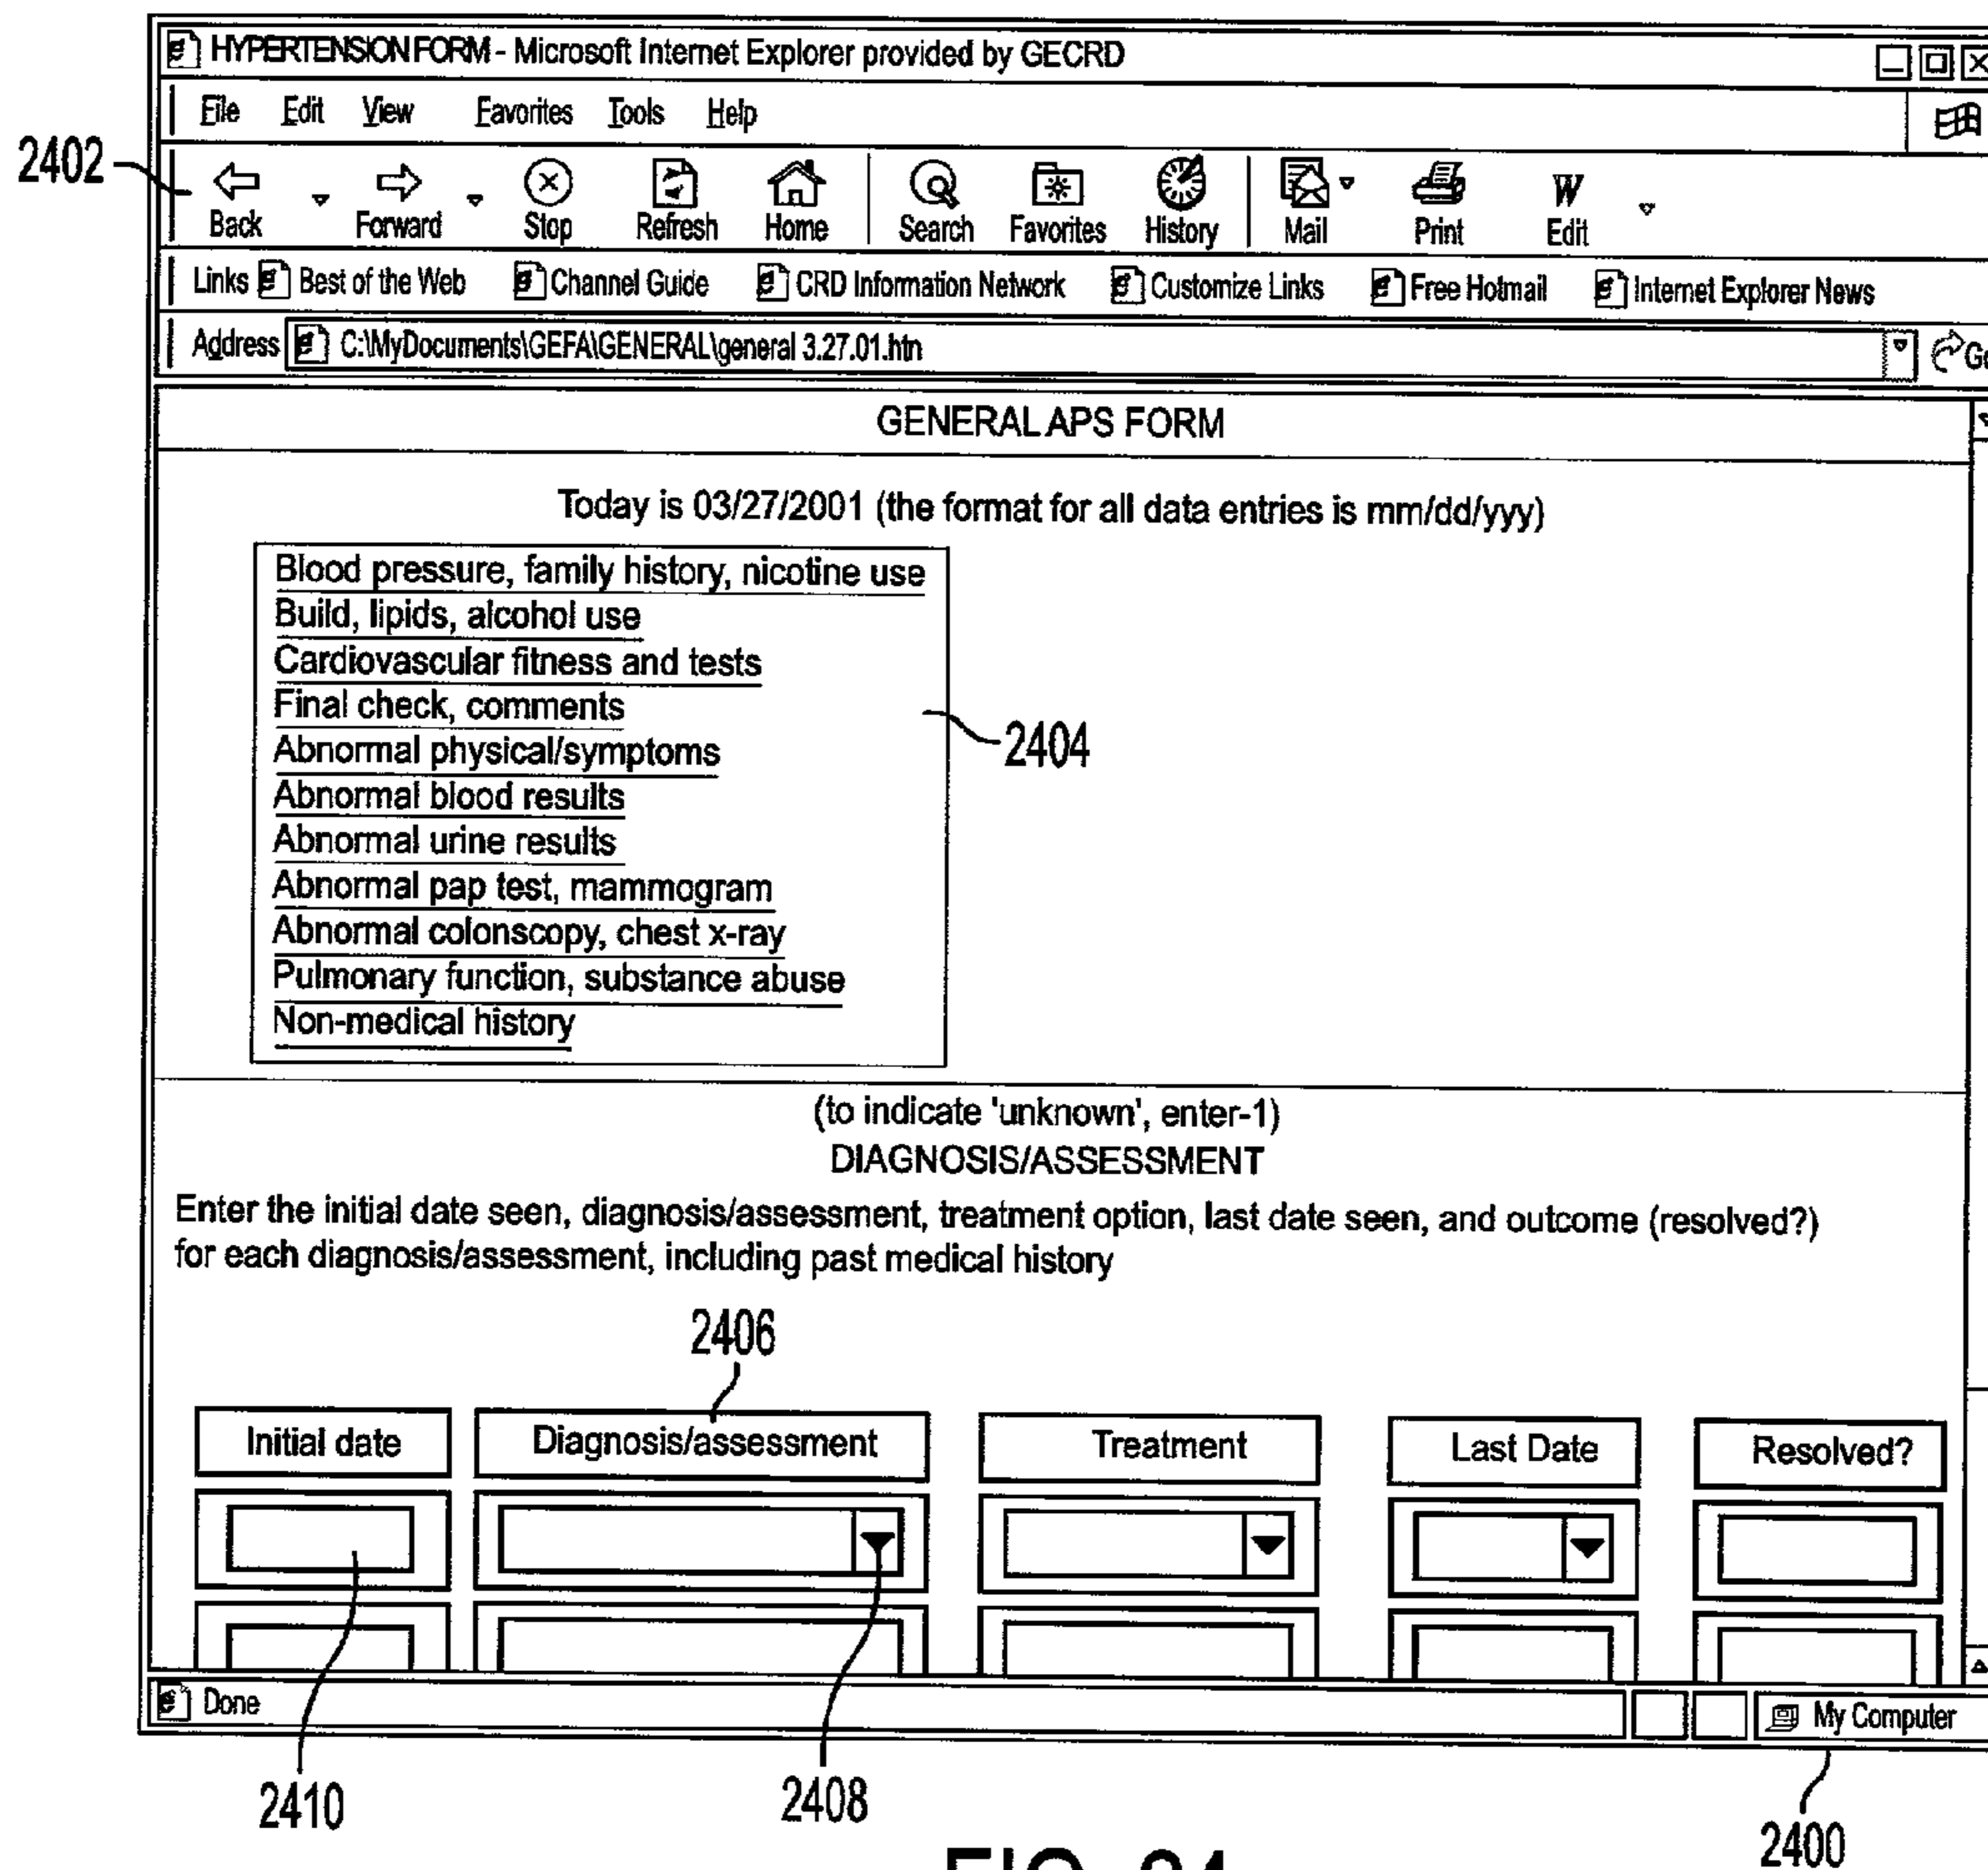 HYPERTENSION FORM - Microsoft Internet Explorer provided by GECRD
File Edit View Favorites Tools Help
2402
Back Forward Stop Refresh Home Search Favorites History Mail Print Edit
Links Best of the Web Channel Guide CRD Information Network Customize Links Free Hotmail Internet Explorer News
Address C:\MyDocuments\GEFA\GENERAL\general 3.27.01.htn
GENERAL APS FORM
Today is 03/27/2001 (the format for all data entries is mm/dd/yyy)
Blood pressure, family history, nicotine use
Build, lipids, alcohol use
Cardiovascular fitness and tests
Final check, comments
2404
Abnormal physical/symptoms
Abnormal blood results
Abnormal urine results
Abnormal pap test, mammogram
Abnormal colonscopy, chest x-ray
Pulmonary function, substance abuse
Non-medical history
(to indicate 'unknown', enter-1)
DIAGNOSIS/ASSESSMENT
Enter the initial date seen, diagnosis/assessment, treatment option, last date seen, and outcome (resolved?)
for each diagnosis/assessment, including past medical history
2406
Initial date Diagnosis/assessment Treatment Last Date Resolved?
Done My Computer
2410 2408 2400